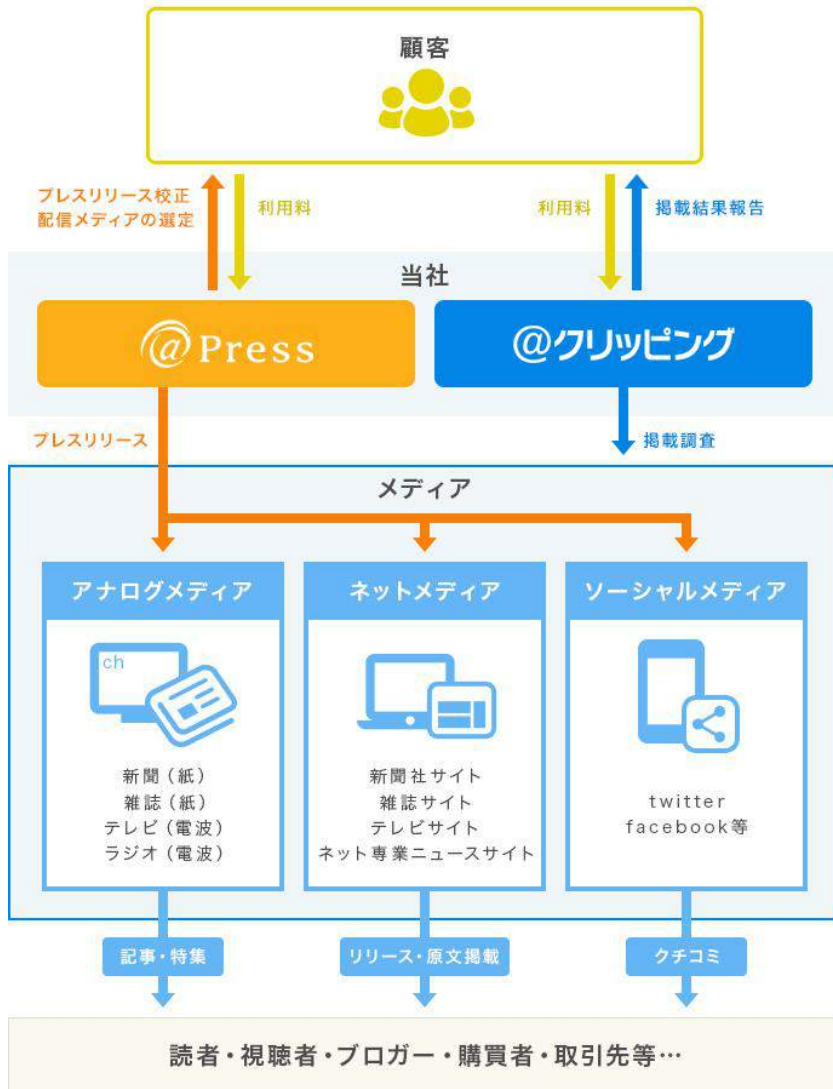 顧客
プレスリリース校正
配信メディアの選定
利用料
利用料
掲載結果報告
当社
@Press
@クリッピング
プレスリリース
掲載調査
メディア
アナログメディア
ch
新聞(紙)
雑誌(紙)
テレビ(電波)
ラジオ(電波)
ネットメディア
新聞社サイト
雑誌サイト
テレビサイト
ネット専業ニュースサイト
ソーシャルメディア
twitter
facebook等
記事・特集
リリース・原文掲載
クチコミ
読者・視聴者・ブロガー・購買者・取引先等…